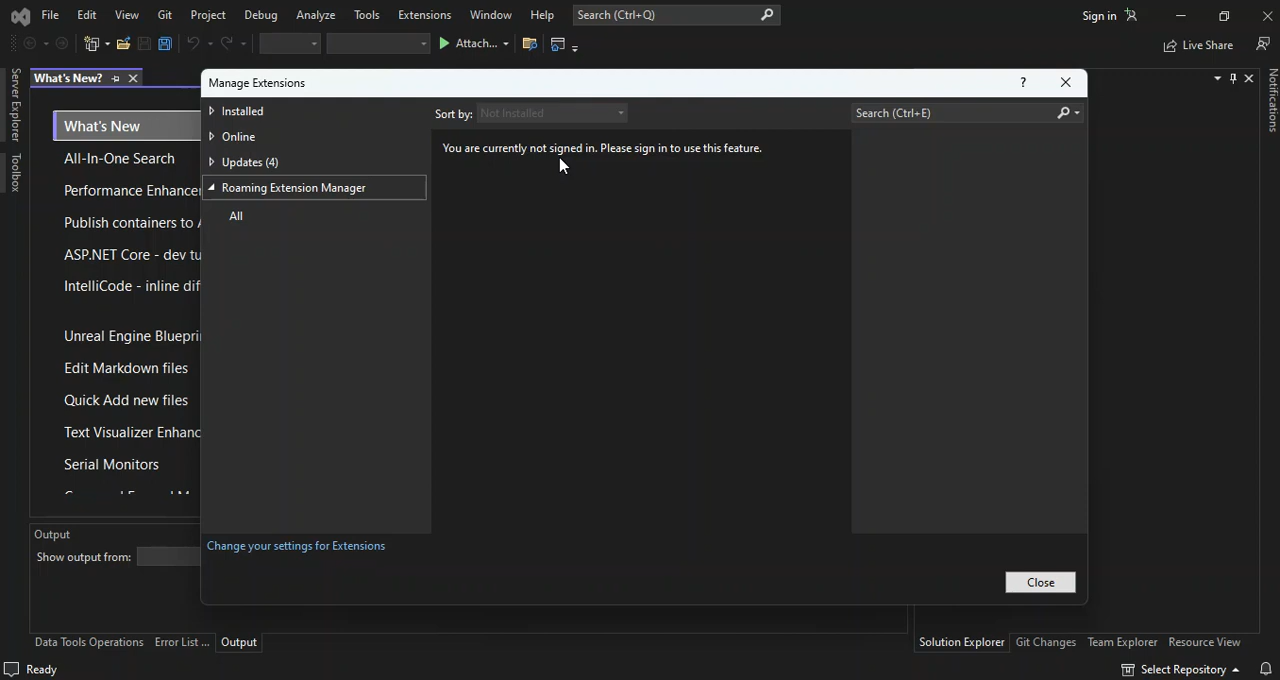 File Edit View Git Project Debug Analyze Tools Extensions Window Help Search (Ctrl+Q) Sign in
Attach... Live Share
Server Explorer
Toolbox
Notifications
What's New?
What's New
All-In-One Search
Performance Enhancer
Publish containers to
ASP.NET Core - dev tu
IntelliCode - inline dif
Unreal Engine Blueprin
Edit Markdown files
Quick Add new files
Text Visualizer Enhanc
Serial Monitors
Manage Extensions ?
Installed
Online
Updates (4)
Roaming Extension Manager
All
Sort by: Not Installed
Search (Ctrl+E)
You are currently not signed in. Please sign in to use this feature.
Change your settings for Extensions
Close
Output
Show output from:
Data Tools Operations Error List ... Output
Solution Explorer Git Changes Team Explorer Resource View
Ready Select Repository